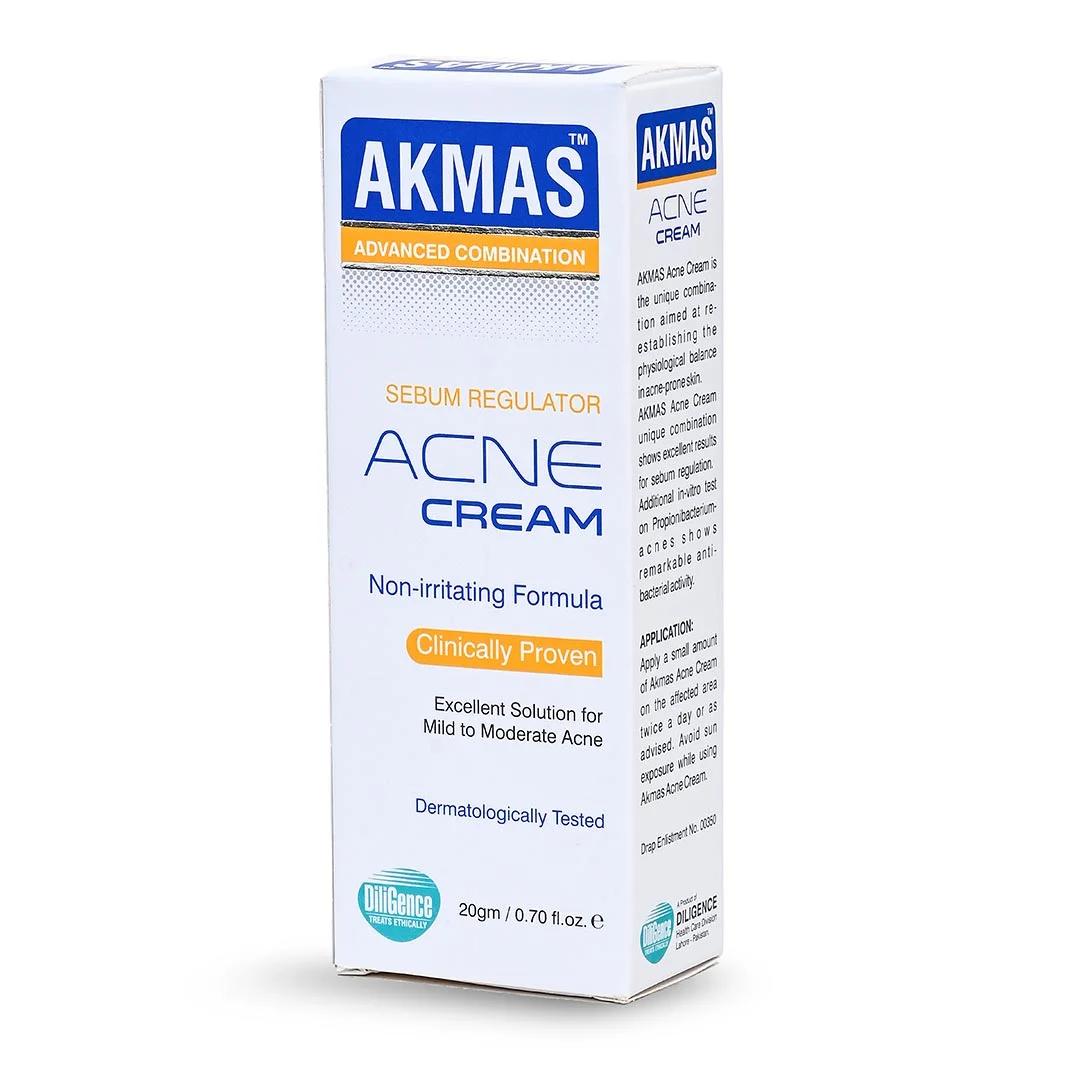 AKMAS
AKMAS™
ADVANCED COMBINATION
SEBUM REGULATOR
ACNE
CREAM
Non-irritating Formula
Clinically Proven
Excellent Solution for
Mild to Moderate Acne
Dermatologically Tested
DiliGence
TREATS ETHICALLY
20gm / 0.70 fl.oz. ℮
AKMAS™
ACNE
CREAM
AKMAS Acne Cream is
the unique combina-
tion aimed at re-
establishing the
physiological balance
in acne-prone skin.
AKMAS Acne Cream
unique combination
shows excellent results
for sebum regulation.
Additional in-vitro test
on Propionibacterium-
acnes shows
remarkable anti-
bacterial activity.
APPLICATION:
Apply a small amount
of Akmas Acne Cream
on the affected area
twice a day or as
advised. Avoid sun
exposure while using
Akmas Acne Cream.
Drap Enlistment No. 00350
DiliGence
TREATS ETHICALLY
A Product of
DILIGENCE
Health Care Division
Lahore - Pakistan.